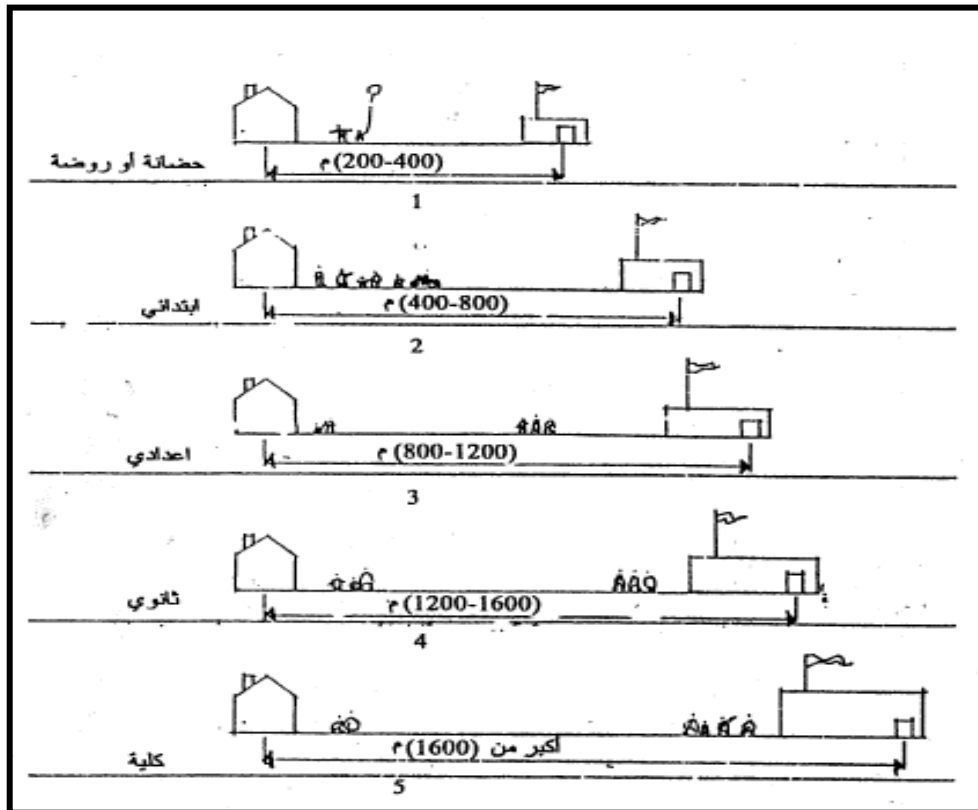 حضانة أو روضة
(200-400) م
1
ابتدائي
(400-800) م
2
اعدادي
(800-1200) م
3
ثانوي
(1200-1600) م
4
كلية
أكبر من (1600) م
5